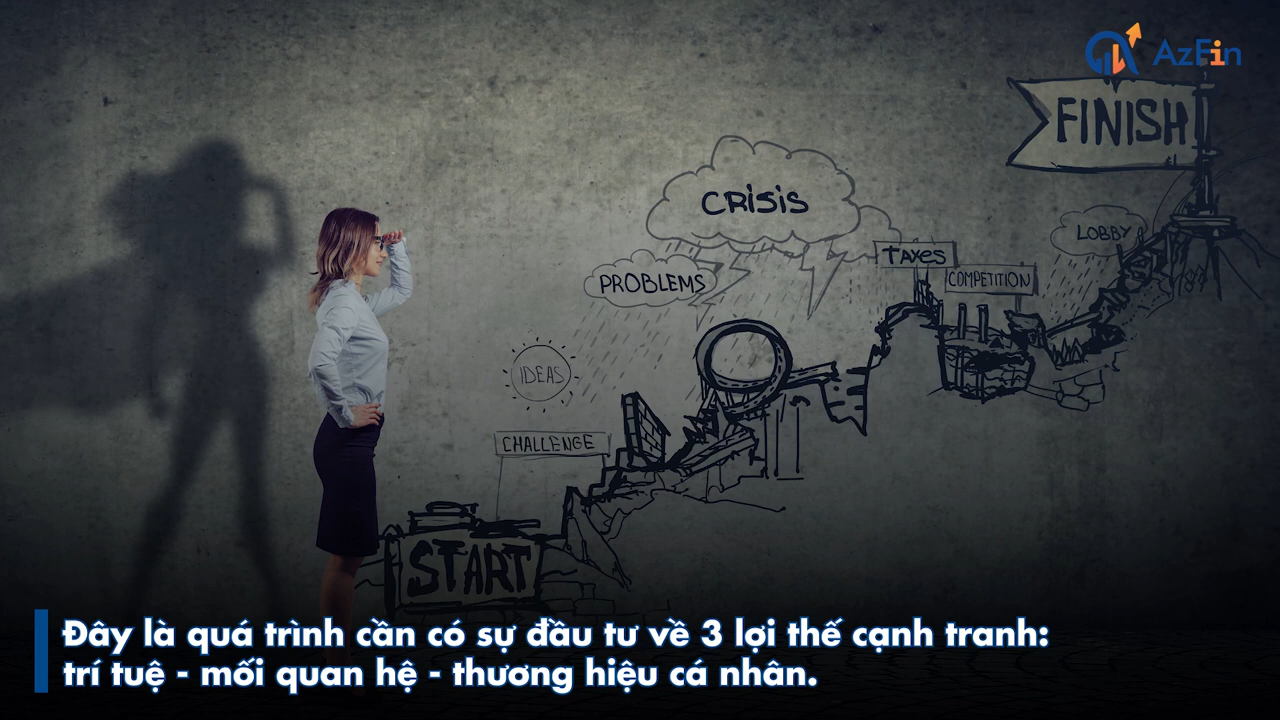 AzFin
FINISH
CRISIS
LOBBY
TAXES
PROBLEMS
COMPETITION
IDEAS
CHALLENGE
START
Đây là quá trình cần có sự đầu tư về 3 lợi thế cạnh tranh:
trí tuệ - mối quan hệ - thương hiệu cá nhân.